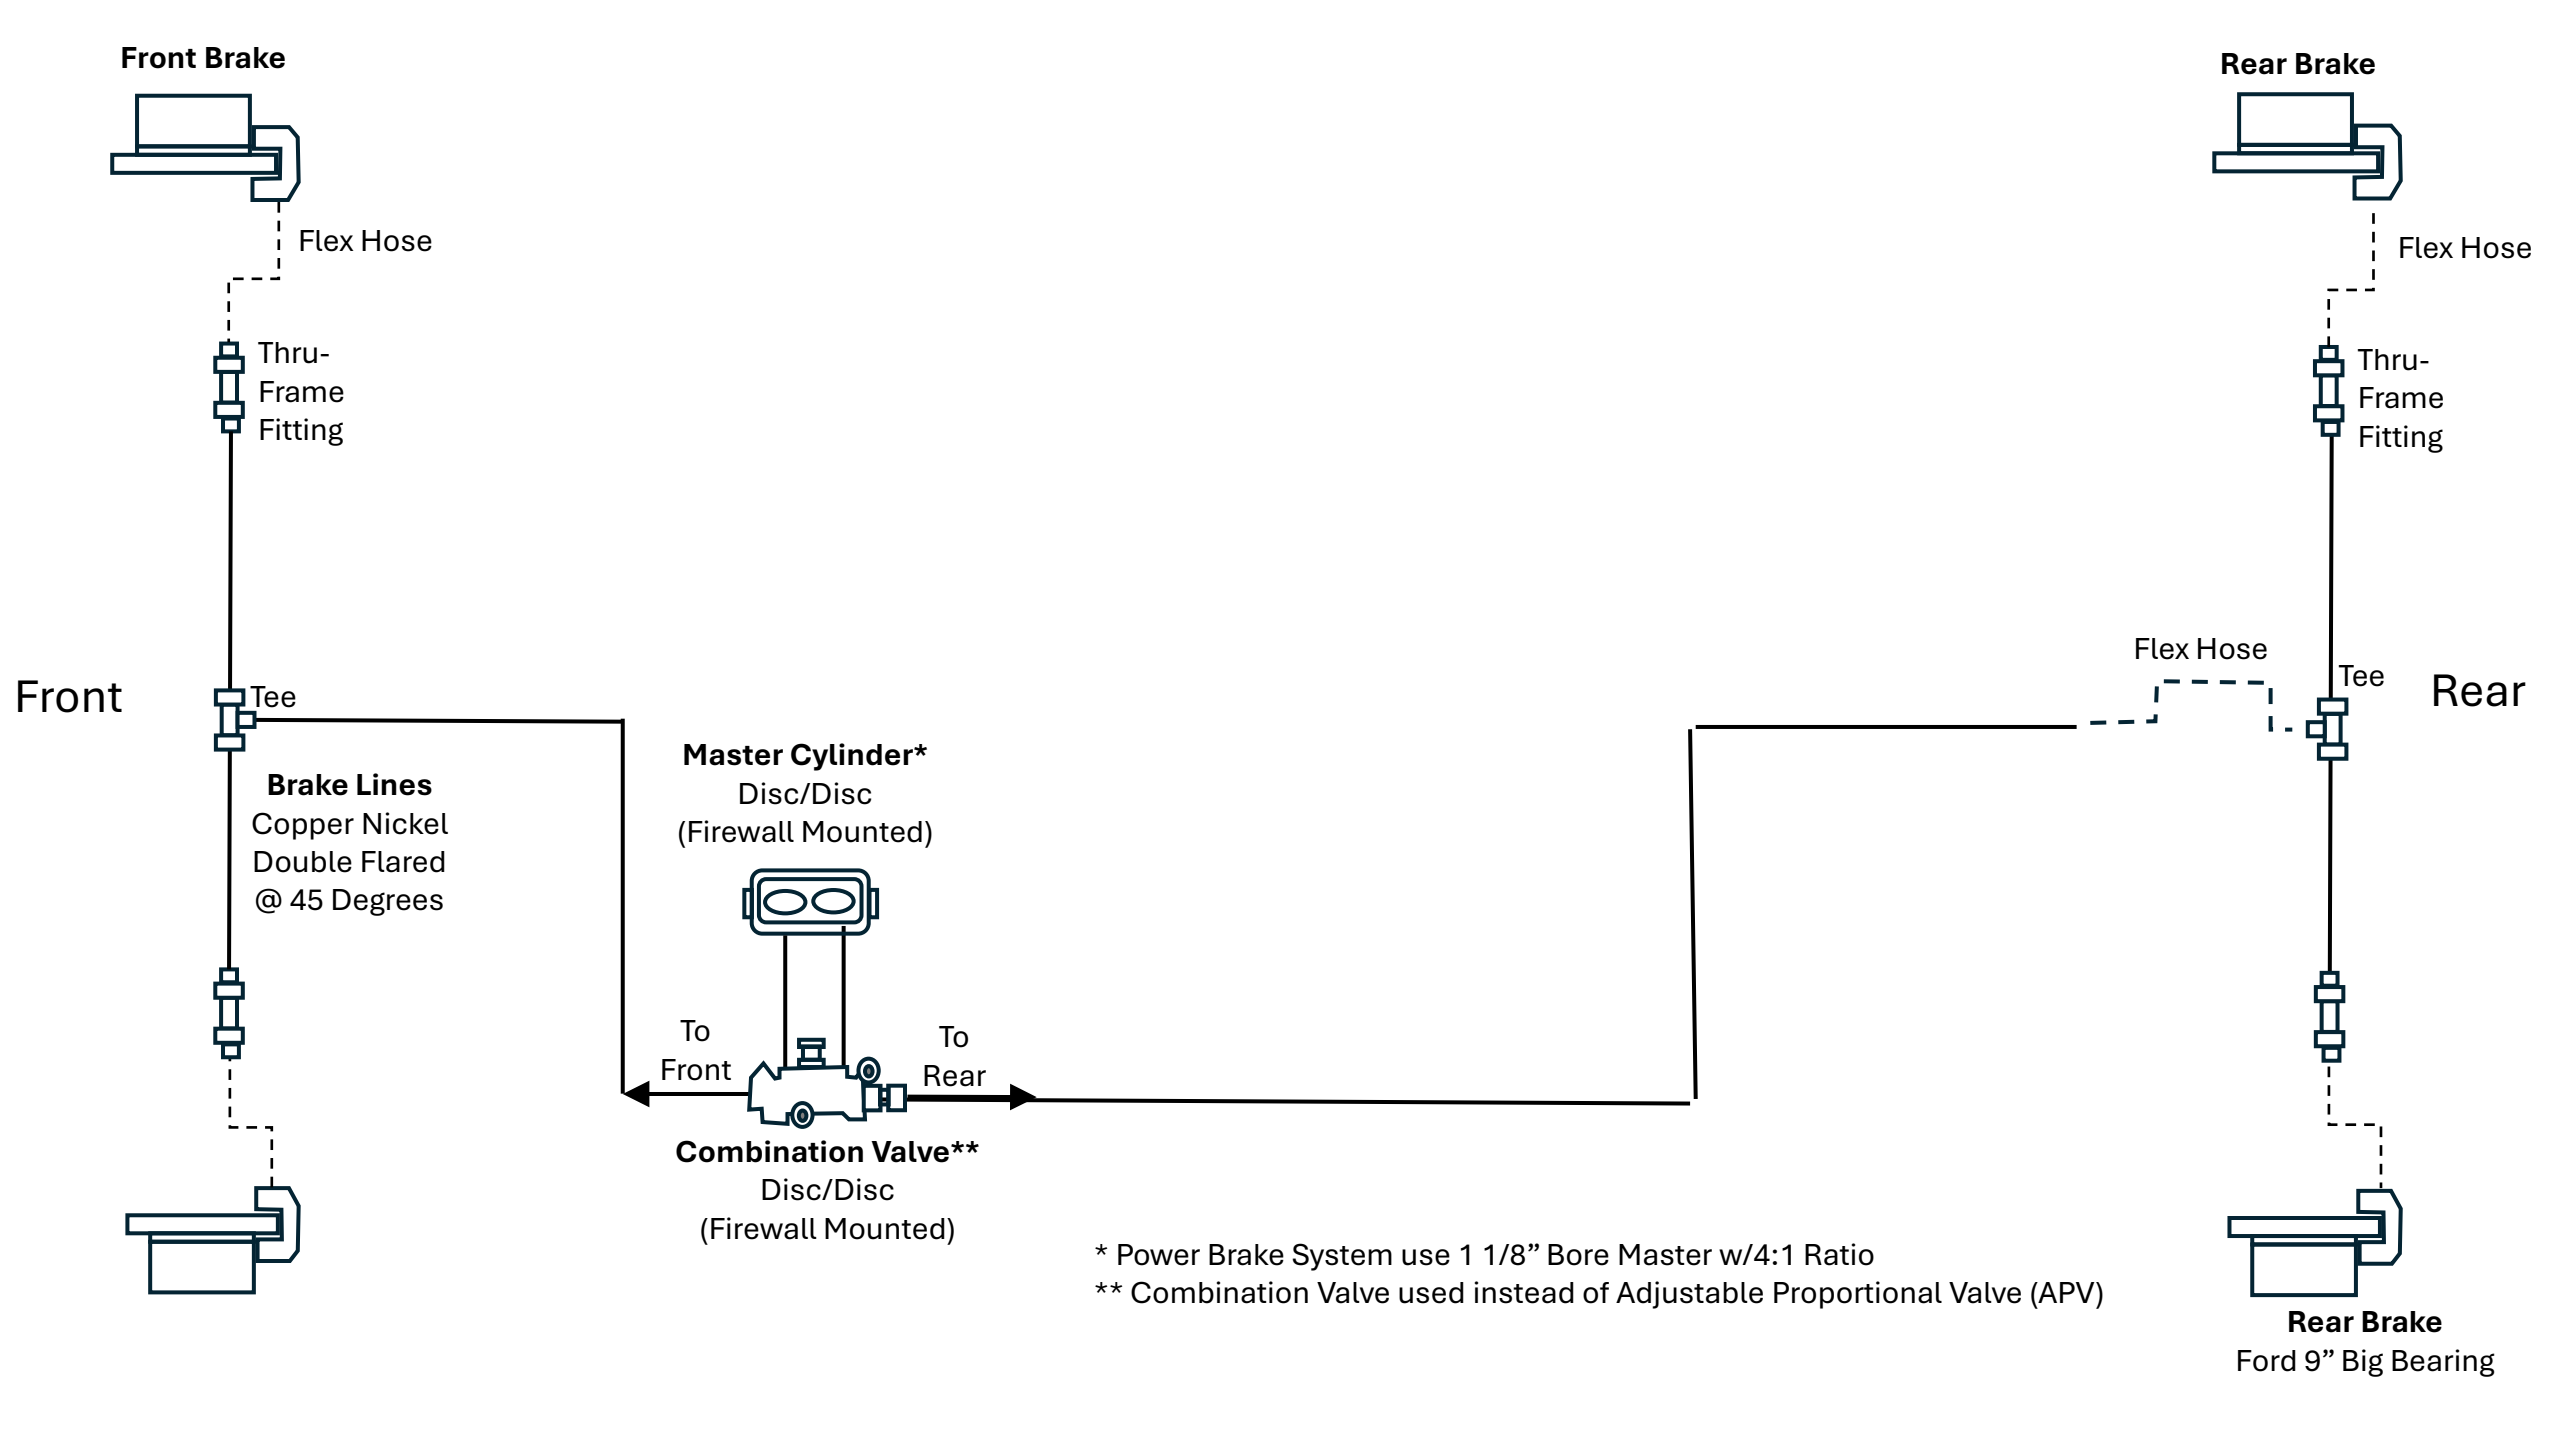 Front Brake
Rear Brake
Flex Hose
Flex Hose
Thru-
Frame
Fitting
Thru-
Frame
Fitting
Flex Hose
Front
Tee
Tee
Rear
Brake Lines
Copper Nickel
Double Flared
@ 45 Degrees
Master Cylinder*
Disc/Disc
(Firewall Mounted)
To
Front
To
Rear
Combination Valve**
Disc/Disc
(Firewall Mounted)
* Power Brake System use 1 1/8” Bore Master w/4:1 Ratio
** Combination Valve used instead of Adjustable Proportional Valve (APV)
Rear Brake
Ford 9” Big Bearing